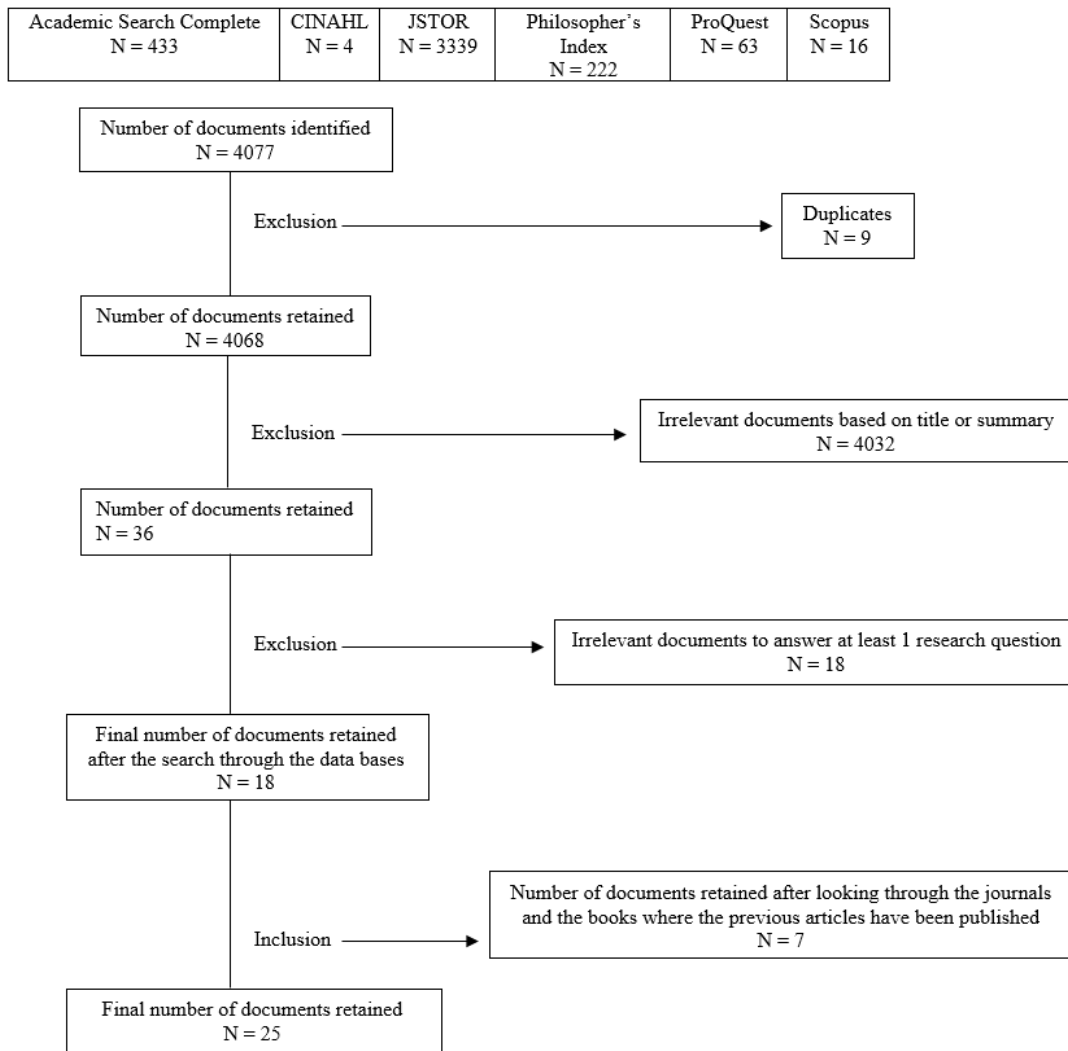 Academic Search Complete
N = 433
CINAHL
N = 4
JSTOR
N = 3339
Philosopher’s
Index
N = 222
ProQuest
N = 63
Scopus
N = 16
Number of documents identified
N = 4077
Exclusion
Duplicates
N = 9
Number of documents retained
N = 4068
Exclusion
Irrelevant documents based on title or summary
N = 4032
Number of documents retained
N = 36
Exclusion
Irrelevant documents to answer at least 1 research question
N = 18
Final number of documents retained
after the search through the data bases
N = 18
Inclusion
Number of documents retained after looking through the journals
and the books where the previous articles have been published
N = 7
Final number of documents retained
N = 25